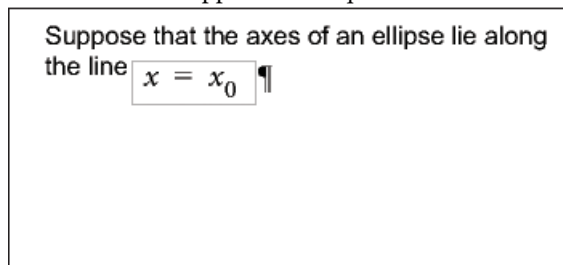 Suppose that the axes of an ellipse lie along
the line x = x₀ ¶